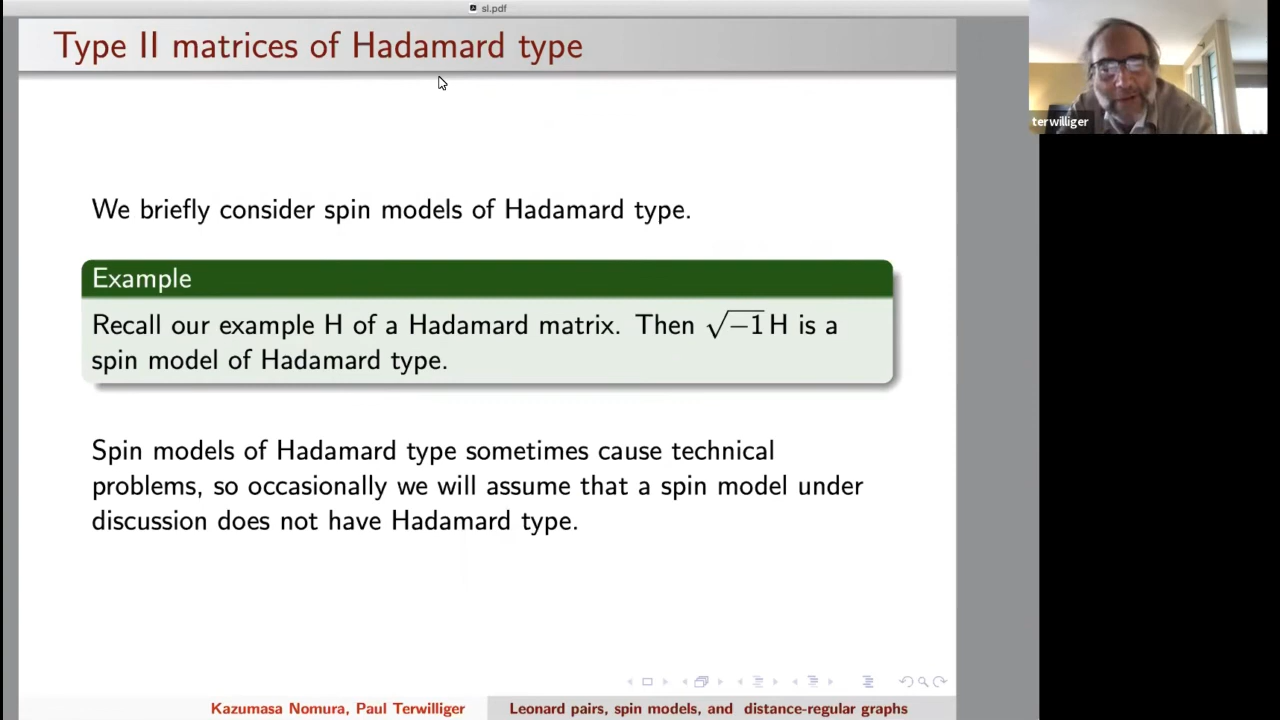 sl.pdf
Type II matrices of Hadamard type
terwilliger
We briefly consider spin models of Hadamard type.
Example
Recall our example H of a Hadamard matrix. Then √−1 H is a
spin model of Hadamard type.
Spin models of Hadamard type sometimes cause technical
problems, so occasionally we will assume that a spin model under
discussion does not have Hadamard type.
Kazumasa Nomura, Paul Terwilliger
Leonard pairs, spin models, and distance-regular graphs